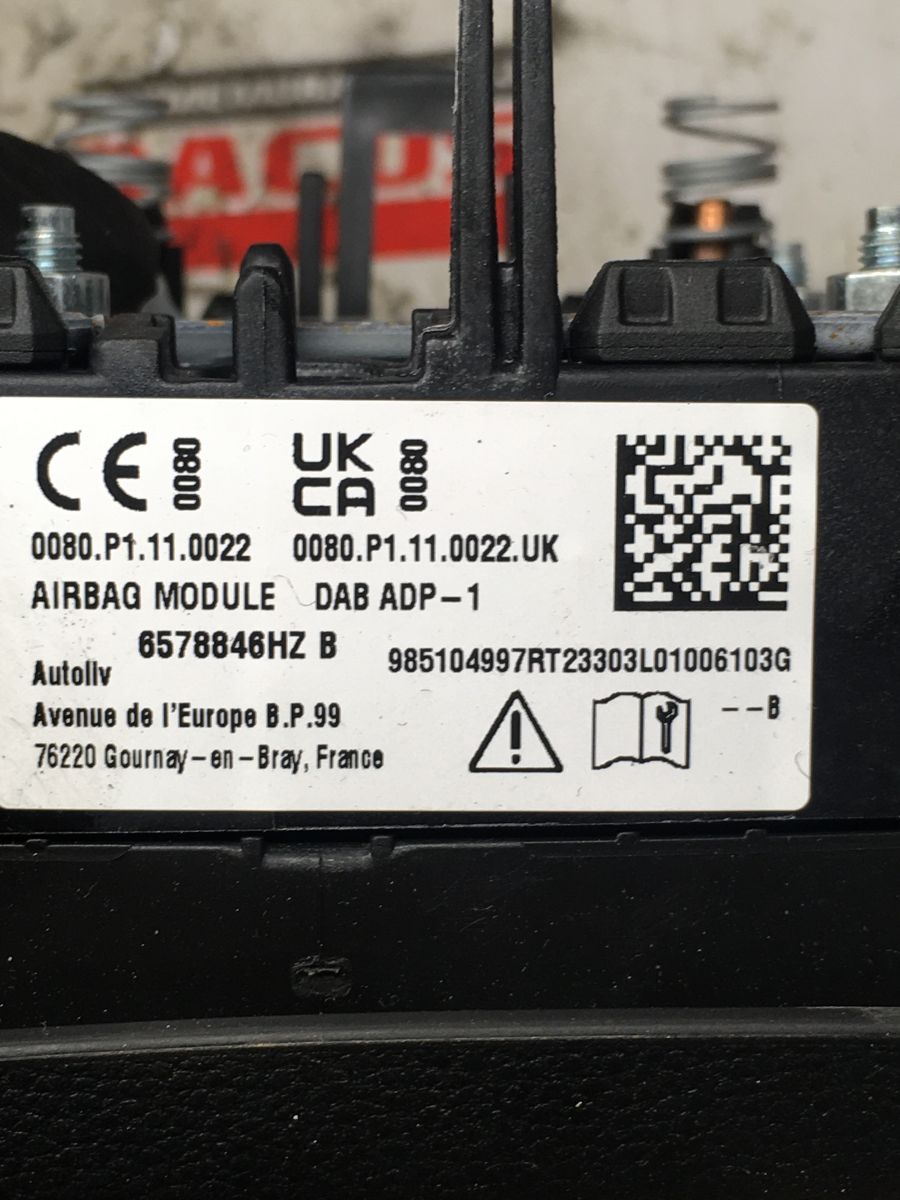 CE 0080 UK CA 0080
0080.P1.11.0022 0080.P1.11.0022.UK
AIRBAG MODULE DAB ADP-1
6578846HZ B
985104997RT23303L01006103G
Autoliv
--B
Avenue de l'Europe B.P.99
76220 Gournay-en-Bray, France